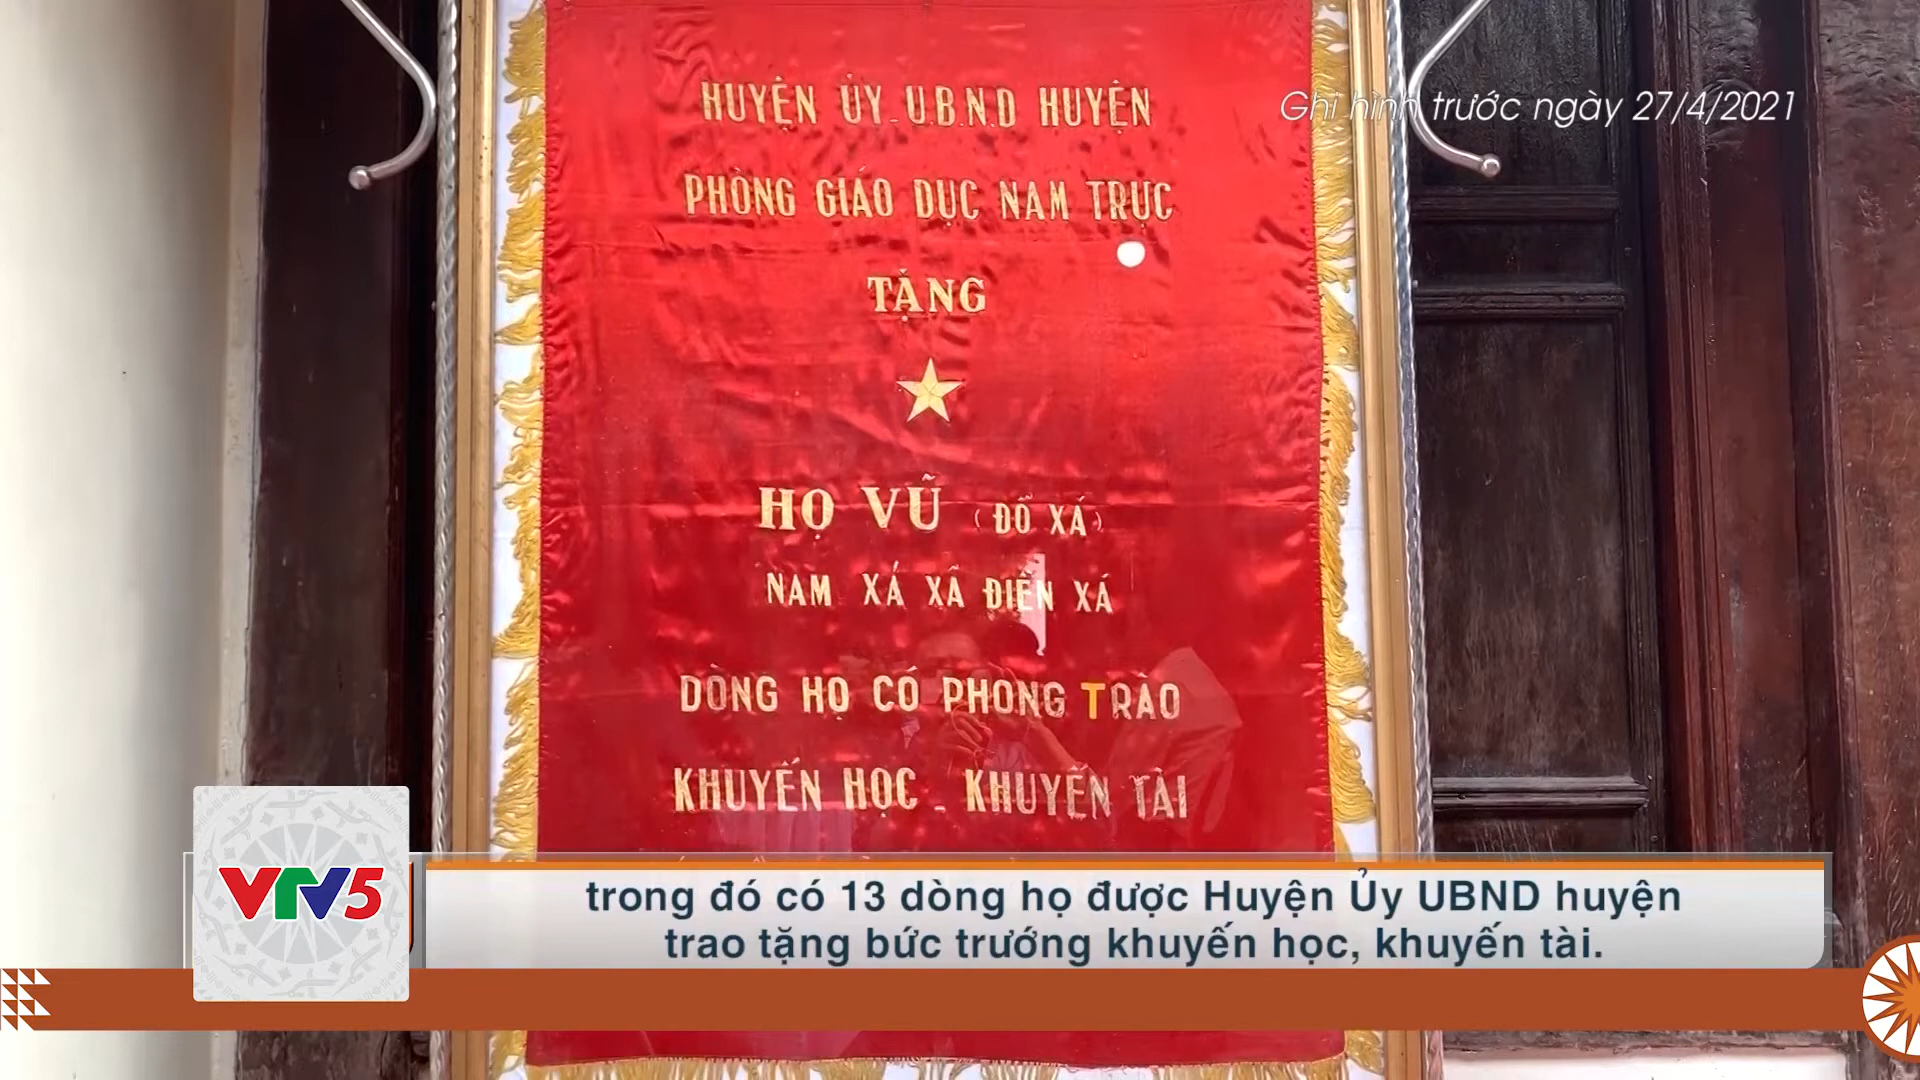 HUYỆN ỦY_U.B.N.D HUYỆN
Ghi hình trước ngày 27/4/2021
PHÒNG GIÁO DỤC NAM TRỰC
TẶNG
HỌ VŨ (ĐỖ XÁ)
NAM XÁ XÃ ĐIỀN XÁ
DÒNG HỌ CÓ PHONG TRÀO
KHUYẾN HỌC - KHUYẾN TÀI
VTV5
trong đó có 13 dòng họ được Huyện Ủy UBND huyện
trao tặng bức trướng khuyến học, khuyến tài.